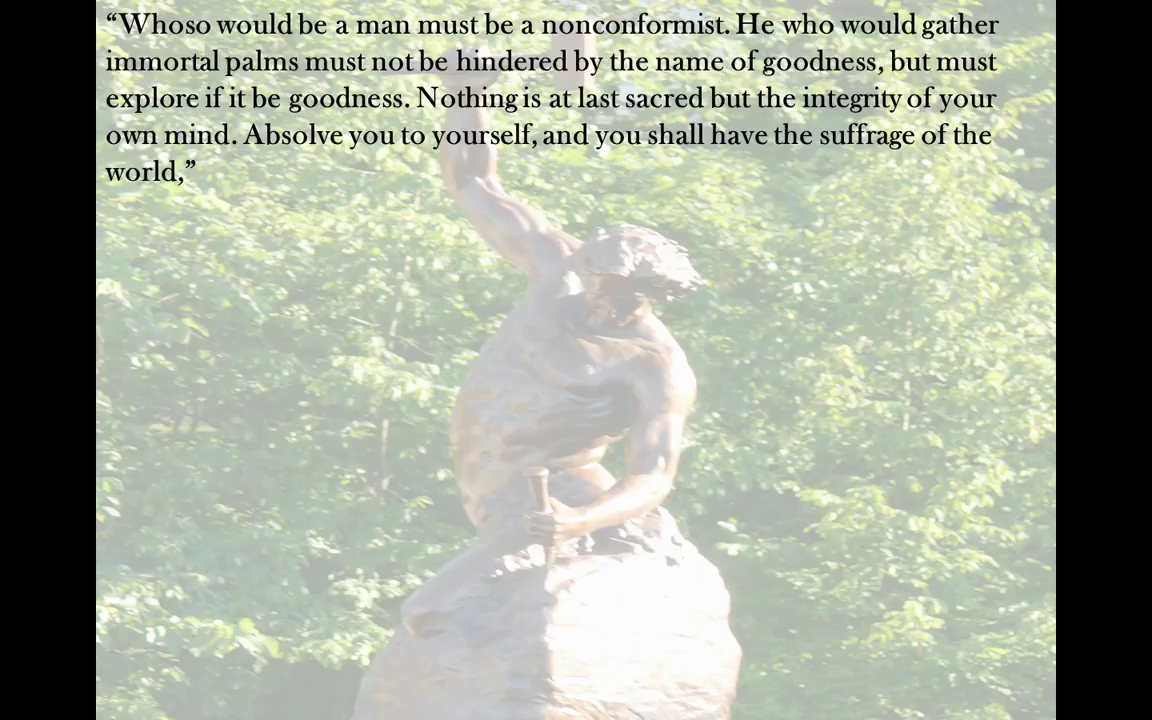 “Whoso would be a man must be a nonconformist. He who would gather
immortal palms must not be hindered by the name of goodness, but must
explore if it be goodness. Nothing is at last sacred but the integrity of your
own mind. Absolve you to yourself, and you shall have the suffrage of the
world,”